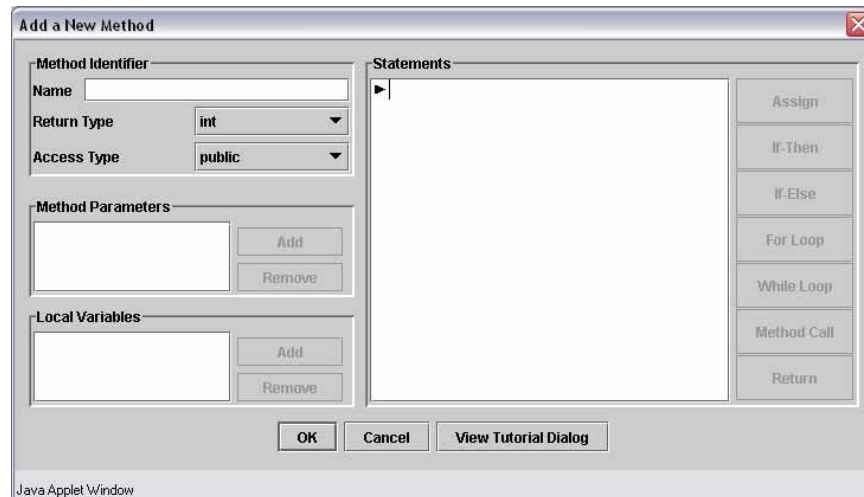 Add a New Method
Method Identifier
Name
Return Type
int
Access Type
public
Method Parameters
Add
Remove
Local Variables
Add
Remove
Statements
Assign
If-Then
If-Else
For Loop
While Loop
Method Call
Return
OK
Cancel
View Tutorial Dialog
Java Applet Window